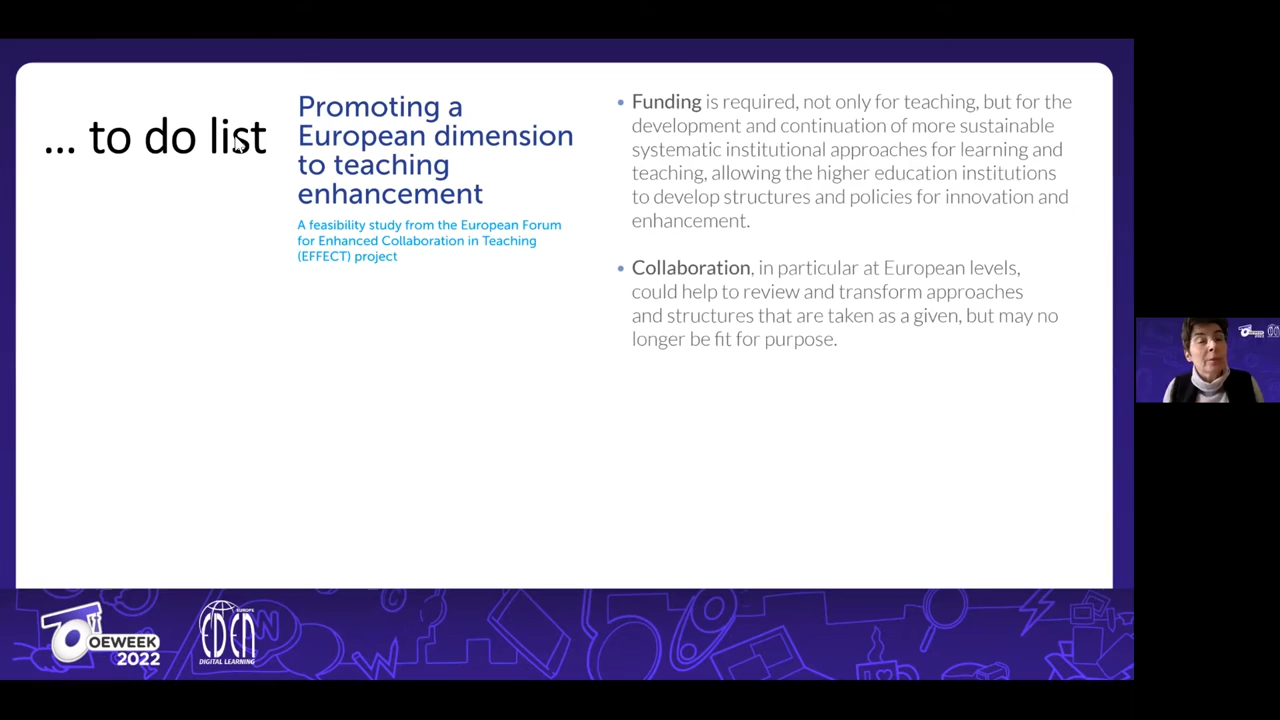 ... to do list
Promoting a
European dimension
to teaching
enhancement
A feasibility study from the European Forum
for Enhanced Collaboration in Teaching
(EFFECT) project
• Funding is required, not only for teaching, but for the
development and continuation of more sustainable
systematic institutional approaches for learning and
teaching, allowing the higher education institutions
to develop structures and policies for innovation and
enhancement.
• Collaboration, in particular at European levels,
could help to review and transform approaches
and structures that are taken as a given, but may no
longer be fit for purpose.
OEWEEK
2022
EUROPE
EDEN
DIGITAL LEARNING